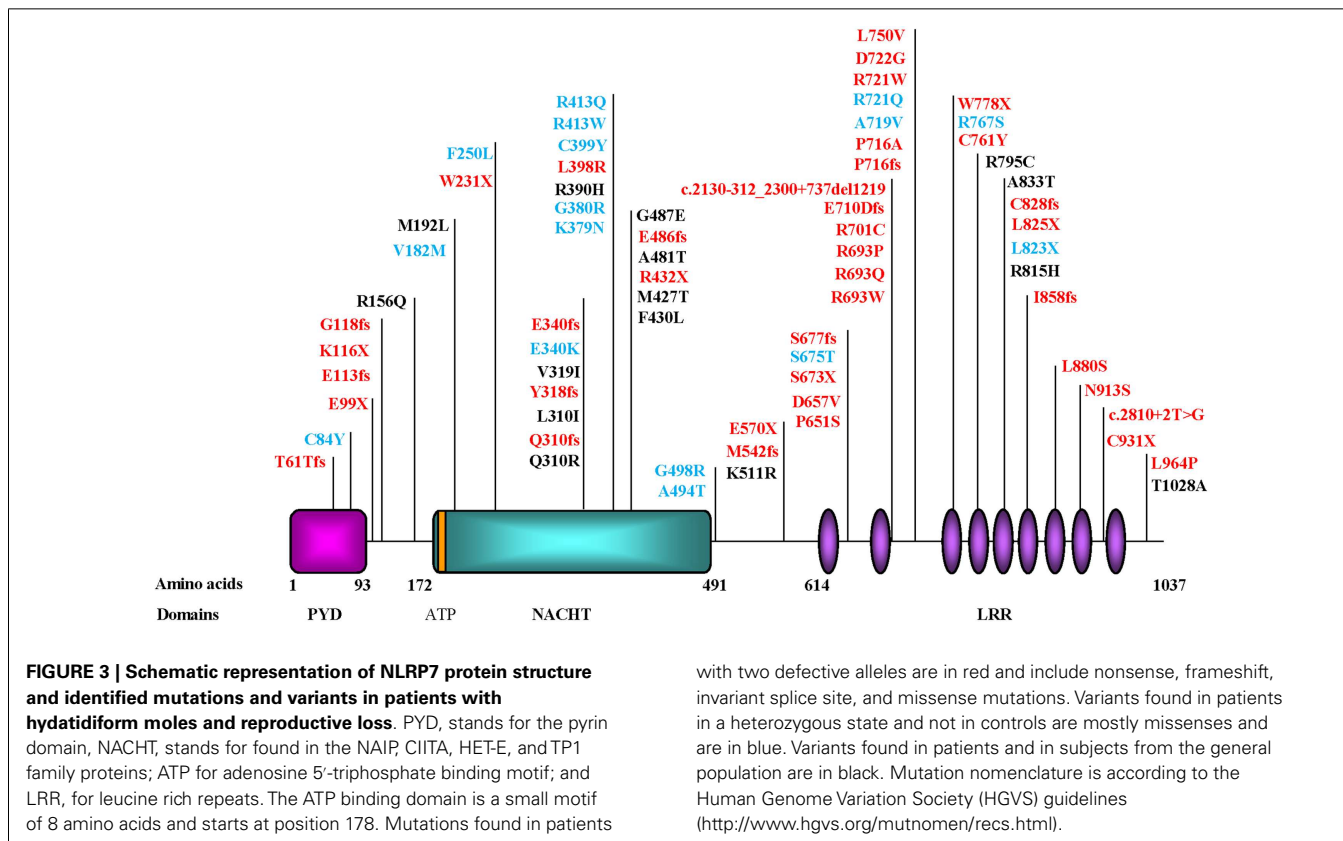 L750V
D722G
R721W
R721Q
A719V
P716A
P716fs
c.2130-312_2300+737del1219
E710Dfs
R701C
R693P
R693Q
R693W
R413Q
R413W
C399Y
L398R
R390H
G380R
K379N
W778X
R767S
C761Y
F250L
W231X
R795C
A833T
C828fs
L825X
L823X
R815H
M192L
V182M
G487E
E486fs
A481T
R432X
M427T
F430L
R156Q
I858fs
G118fs
K116X
E113fs
E99X
C84Y
T61Tfs
E340fs
E340K
V319I
Y318fs
L310I
Q310fs
Q310R
S677fs
S675T
S673X
D657V
P651S
L880S
N913S
c.2810+2T>G
C931X
L964P
T1028A
E570X
M542fs
K511R
G498R
A494T
Amino acids 1 93 172 491 614 1037
Domains PYD ATP NACHT LRR
FIGURE 3 | Schematic representation of NLRP7 protein structure
and identified mutations and variants in patients with
hydatidiform moles and reproductive loss. PYD, stands for the pyrin
domain, NACHT, stands for found in the NAIP, CIITA, HET-E, and TP1
family proteins; ATP for adenosine 5′-triphosphate binding motif; and
LRR, for leucine rich repeats. The ATP binding domain is a small motif
of 8 amino acids and starts at position 178. Mutations found in patients
with two defective alleles are in red and include nonsense, frameshift,
invariant splice site, and missense mutations. Variants found in patients
in a heterozygous state and not in controls are mostly missenses and
are in blue. Variants found in patients and in subjects from the general
population are in black. Mutation nomenclature is according to the
Human Genome Variation Society (HGVS) guidelines
(http://www.hgvs.org/mutnomen/recs.html).